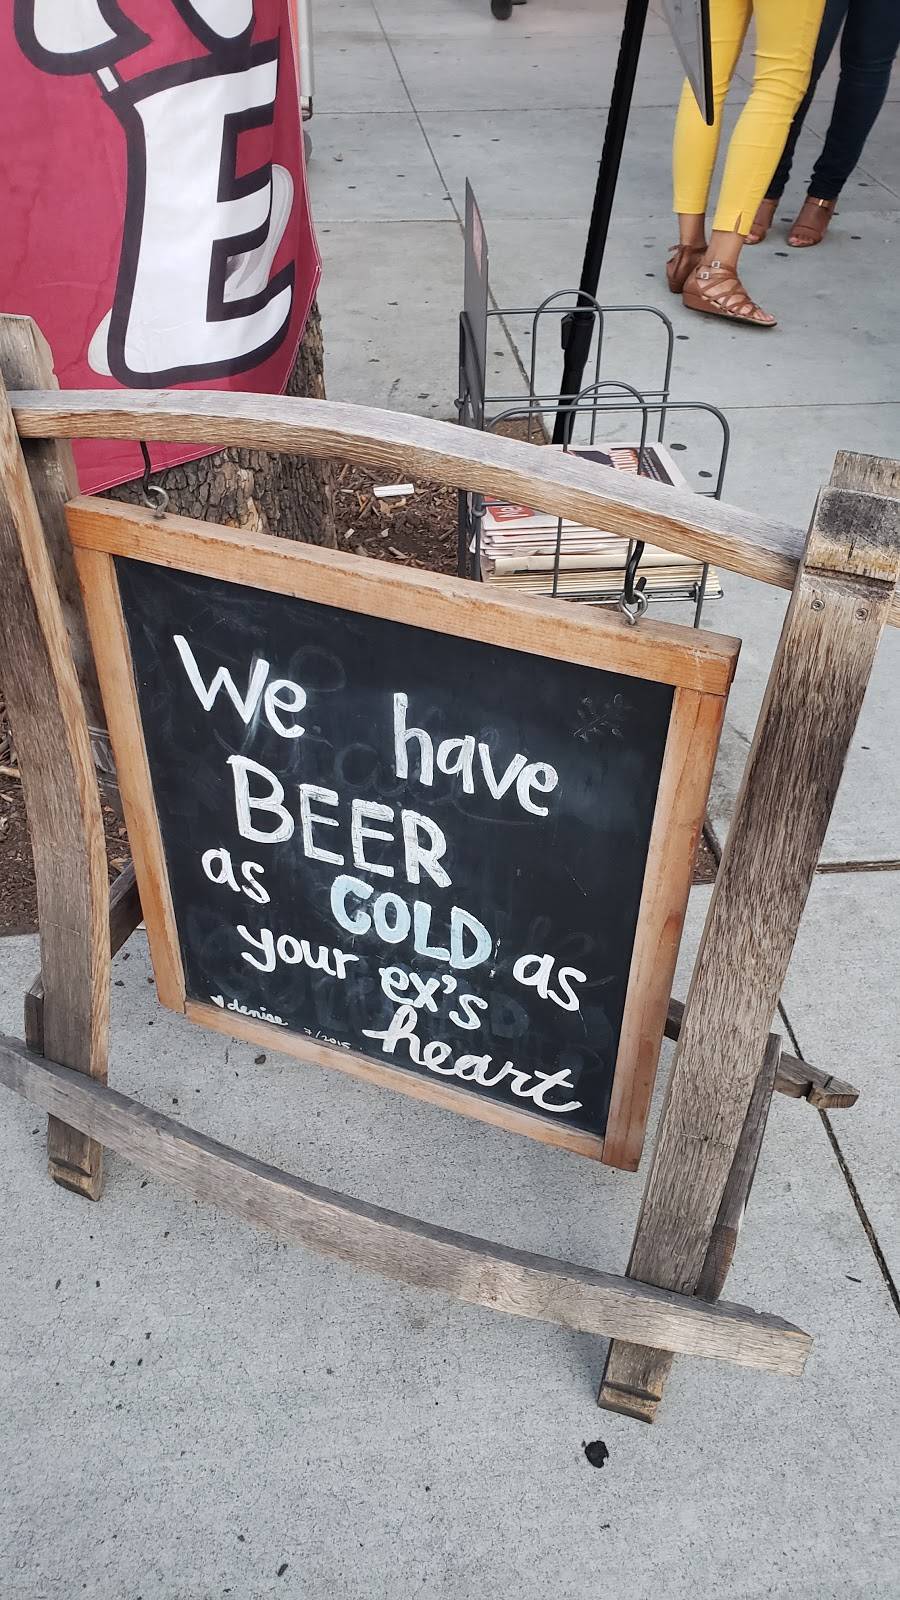 E
We have
BEER
as COLD as
your ex's
heart
♥denise 7/2015